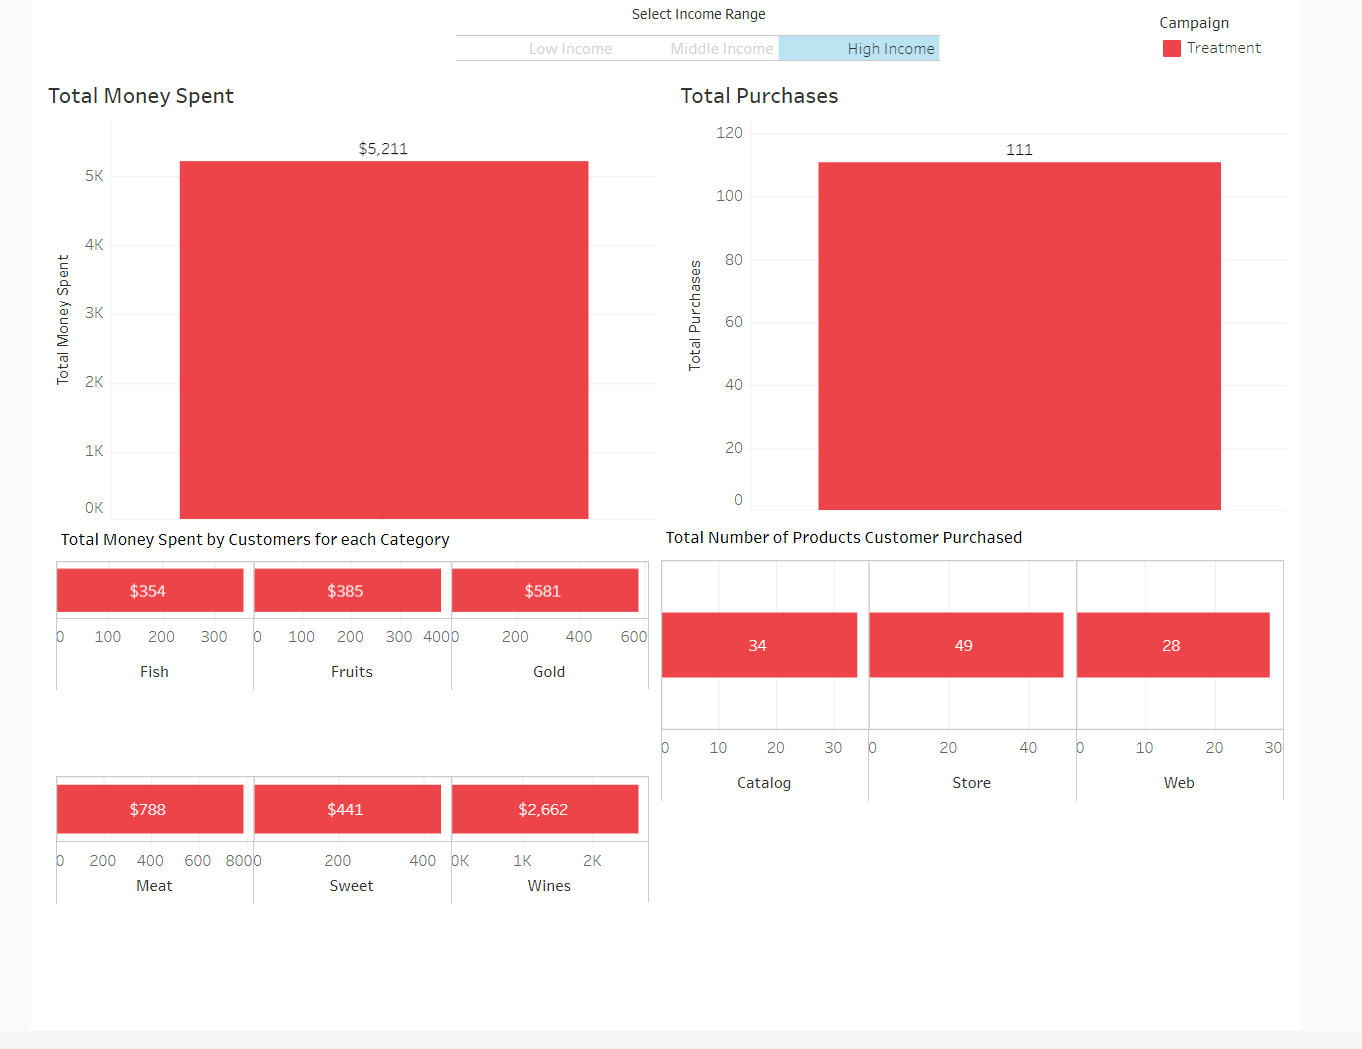 Select Income Range
Low Income Middle Income High Income
Campaign
Treatment
Total Money Spent
Total Money Spent
5K
4K
3K
2K
1K
0K
$5,211
Total Purchases
Total Purchases
120
100
80
60
40
20
0
111
Total Money Spent by Customers for each Category
$354 $385 $581
0 100 200 300 0 100 200 300 400 0 200 400 600
Fish Fruits Gold
$788 $441 $2,662
0 200 400 600 800 0 200 400 0K 1K 2K
Meat Sweet Wines
Total Number of Products Customer Purchased
34 49 28
0 10 20 30 0 20 40 0 10 20 30
Catalog Store Web